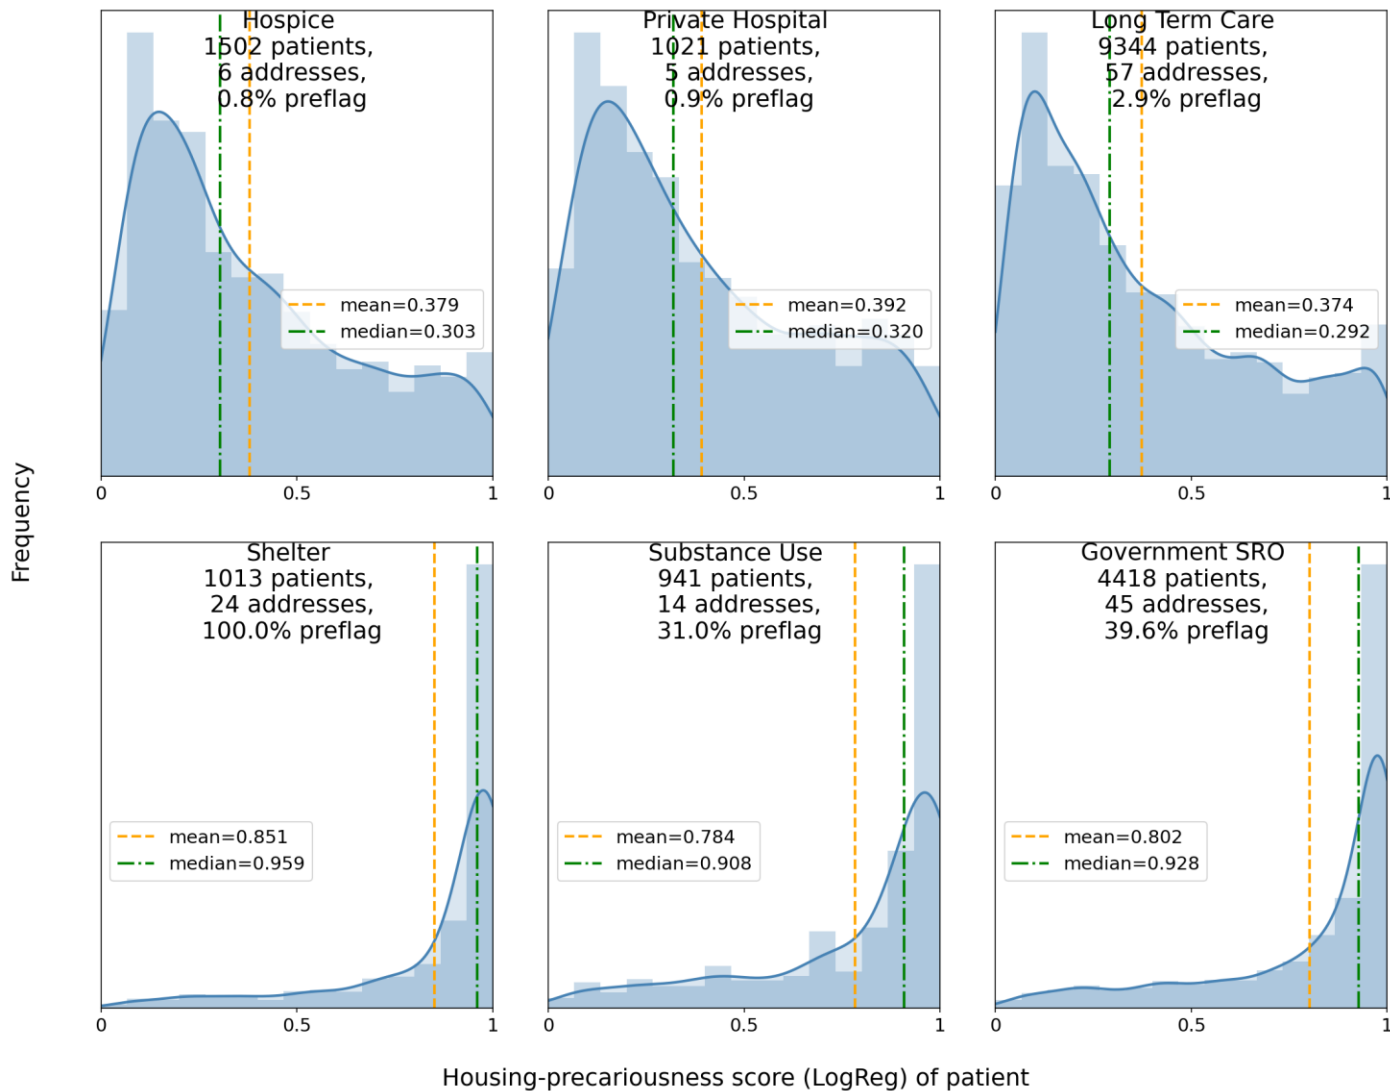 Hospice
1502 patients,
6 addresses,
0.8% preflag
mean=0.379
median=0.303
0
0.5
1
Private Hospital
1021 patients,
5 addresses,
0.9% preflag
mean=0.392
median=0.320
0
0.5
1
Long Term Care
9344 patients,
57 addresses,
2.9% preflag
mean=0.374
median=0.292
0
0.5
1
Frequency
Shelter
1013 patients,
24 addresses,
100.0% preflag
mean=0.851
median=0.959
0
0.5
1
Substance Use
941 patients,
14 addresses,
31.0% preflag
mean=0.784
median=0.908
0
0.5
1
Government SRO
4418 patients,
45 addresses,
39.6% preflag
mean=0.802
median=0.928
0
0.5
1
Housing-precariousness score (LogReg) of patient